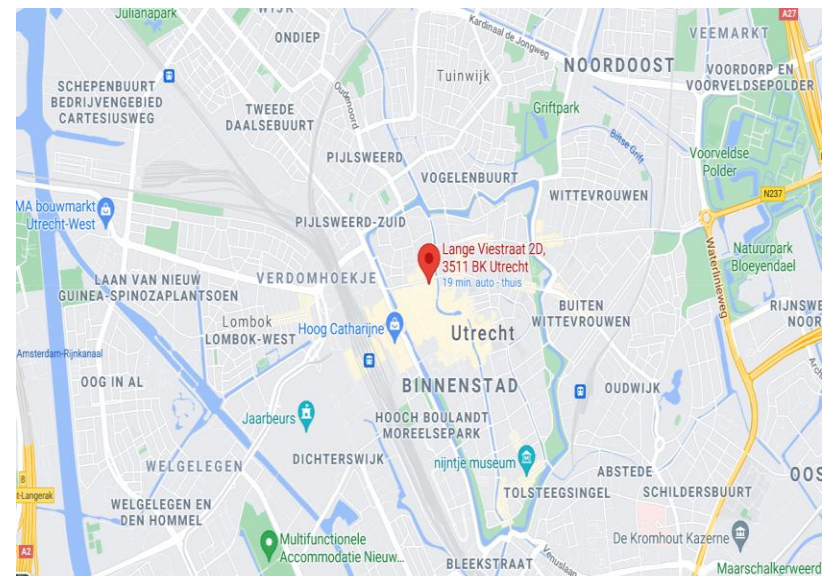 Julianapark
WIJK
ONDIEP
Kardinaal de Jongweg
A27
VEEMARKT
NOORDOOST
VOORDORP EN
VOORVELDSEPOLDER
SCHEPENBUURT
BEDRIJVENGEBIED
CARTESIUSWEG
Tuinwijk
Oudenoord
TWEEDE
DAALSEBUURT
Griftpark
Biltse Grift
PIJLSWEERD
Voorveldse
Polder
VOGELENBUURT
WITTEVROUWEN
N237
MA bouwmarkt
Utrecht-West
PIJLSWEERD-ZUID
Lange Viestraat 2D,
3511 BK Utrecht
19 min. auto - thuis
Waterlinieweg
Natuurpark
Bloeyendael
LAAN VAN NIEUW
GUINEA-SPINOZAPLANTSOEN
VERDOMHOEKJE
BUITEN
WITTEVROUWEN
RIJNSWE
NOOR
Lombok
LOMBOK-WEST
Hoog Catharijne
Utrecht
Amsterdam-Rijnkanaal
OOG IN AL
BINNENSTAD
OUDWIJK
Jaarbeurs
HOOCH BOULANDT
MOREELSEPARK
WELGELEGEN
DICHTERSWIJK
nijntje museum
ABSTEDE
OOS
t-Langerak
TOLSTEEGSINGEL
SCHILDERSBUURT
WELGELEGEN EN
DEN HOMMEL
Multifunctionele
Accommodatie Nieuw...
De Kromhout Kazerne
A2
BLEEKSTRAAT
Venuslaan
Maarschalkerweerd